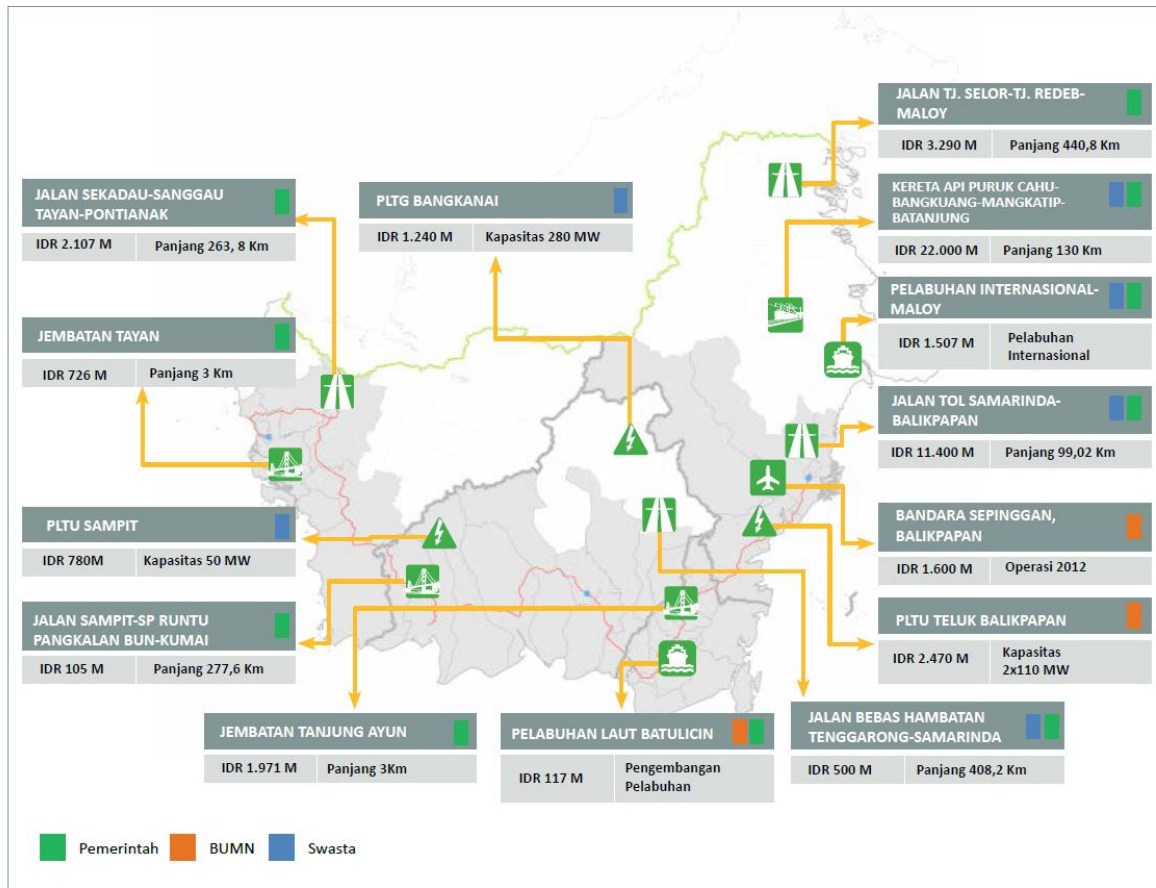 JALAN TJ. SELOR-TJ. REDEB-
MALOY
IDR 3.290 M
Panjang 440,8 Km
JALAN SEKADAU-SANGGAU
TAYAN-PONTIANAK
IDR 2.107 M
Panjang 263, 8 Km
PLTG BANGKANAI
IDR 1.240 M
Kapasitas 280 MW
KERETA API PURUK CAHU-
BANGKUANG-MANGKATIP-
BATANJUNG
IDR 22.000 M
Panjang 130 Km
PELABUHAN INTERNASIONAL-
MALOY
IDR 1.507 M
Pelabuhan
Internasional
JEMBATAN TAYAN
IDR 726 M
Panjang 3 Km
JALAN TOL SAMARINDA-
BALIKPAPAN
IDR 11.400 M
Panjang 99,02 Km
PLTU SAMPIT
IDR 780M
Kapasitas 50 MW
BANDARA SEPINGGAN,
BALIKPAPAN
IDR 1.600 M
Operasi 2012
JALAN SAMPIT-SP RUNTU
PANGKALAN BUN-KUMAI
IDR 105 M
Panjang 277,6 Km
PLTU TELUK BALIKPAPAN
IDR 2.470 M
Kapasitas
2x110 MW
JEMBATAN TANJUNG AYUN
IDR 1.971 M
Panjang 3Km
PELABUHAN LAUT BATULICIN
IDR 117 M
Pengembangan
Pelabuhan
JALAN BEBAS HAMBATAN
TENGGARONG-SAMARINDA
IDR 500 M
Panjang 408,2 Km
Pemerintah
BUMN
Swasta